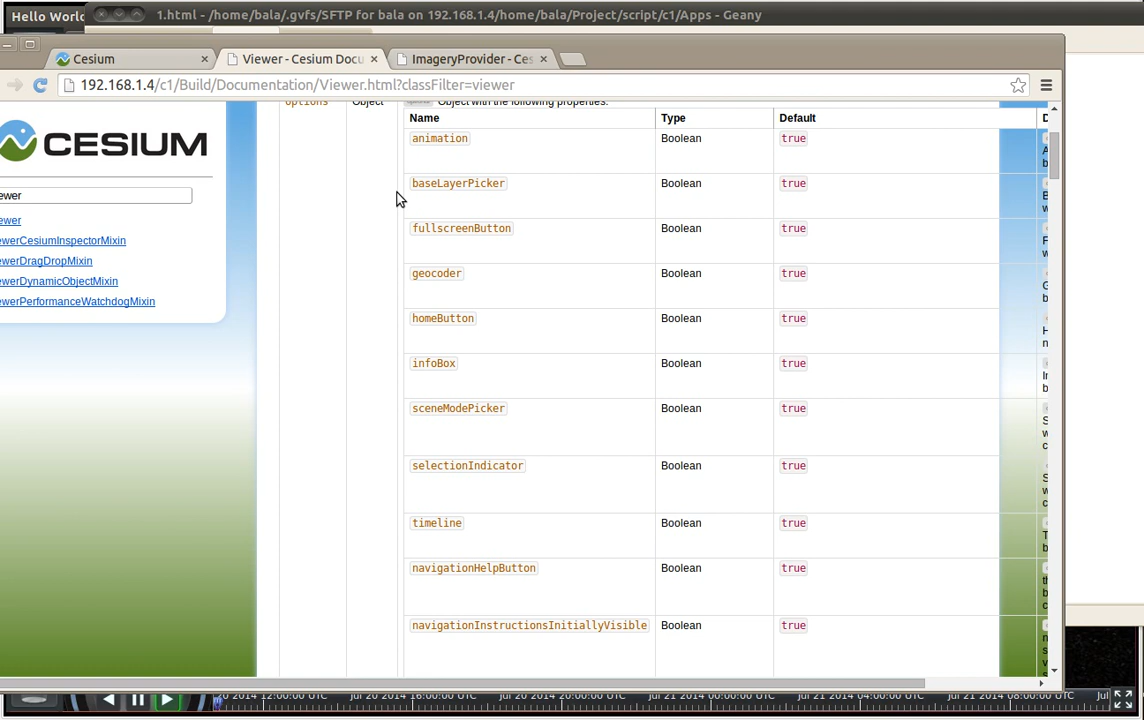 Hello World
1.html - /home/bala/.gvfs/SFTP for bala on 192.168.1.4/home/bala/Project/script/c1/Apps - Geany
Cesium
Viewer - Cesium Docu
ImageryProvider - Ces
192.168.1.4/c1/Build/Documentation/Viewer.html?classFilter=viewer
options Object Object with the following properties:
CESIUM
ewer
ewer
ewerCesiumInspectorMixin
ewerDragDropMixin
ewerDynamicObjectMixin
ewerPerformanceWatchdogMixin
Name Type Default D
animation Boolean true
baseLayerPicker Boolean true
fullscreenButton Boolean true
geocoder Boolean true
homeButton Boolean true
infoBox Boolean true
sceneModePicker Boolean true
selectionIndicator Boolean true
timeline Boolean true
navigationHelpButton Boolean true
navigationInstructionsInitiallyVisible Boolean true
20 2014 12:00:00 UTC Jul 20 2014 16:00:00 UTC Jul 20 2014 20:00:00 UTC Jul 21 2014 00:00:00 UTC Jul 21 2014 04:00:00 UTC Jul 21 2014 08:00:00 UTC Jul